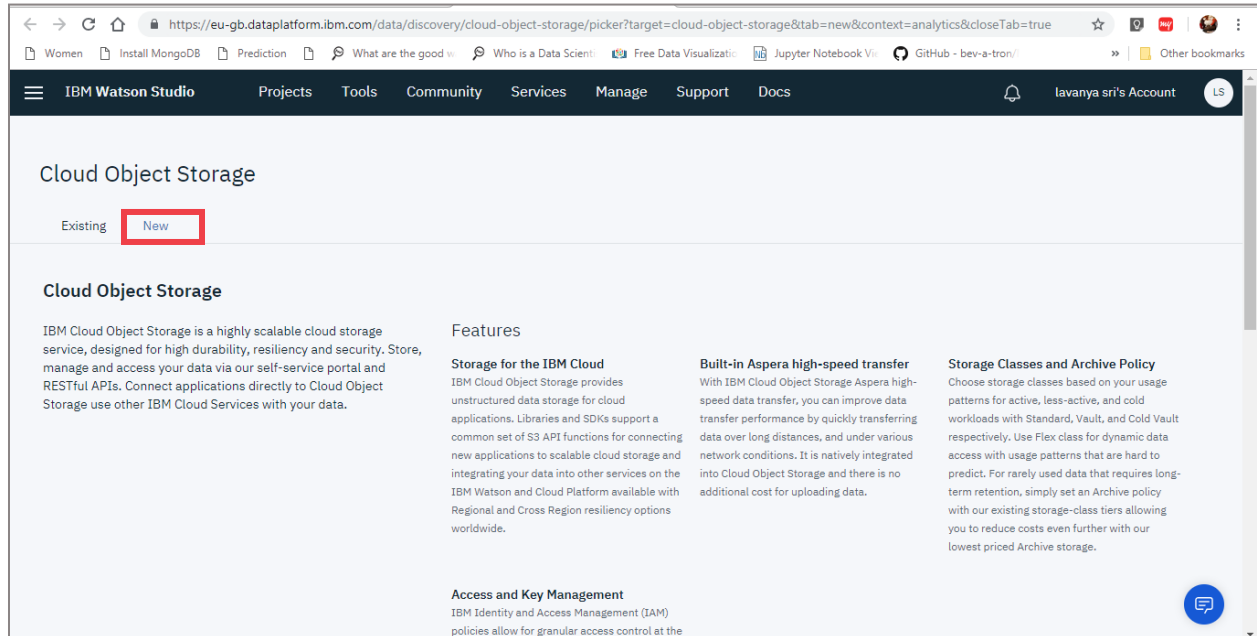 https://eu-gb.dataplatform.ibm.com/data/discovery/cloud-object-storage/picker?target=cloud-object-storage&tab=new&context=analytics&closeTab=true
Women Install MongoDB Prediction What are the good w Who is a Data Scienti Free Data Visualizatio Nb Jupyter Notebook Vie GitHub - bev-a-tron/ » Other bookmarks
IBM Watson Studio Projects Tools Community Services Manage Support Docs lavanya sri's Account LS
Cloud Object Storage
Existing New
Cloud Object Storage
IBM Cloud Object Storage is a highly scalable cloud storage
service, designed for high durability, resiliency and security. Store,
manage and access your data via our self-service portal and
RESTful APIs. Connect applications directly to Cloud Object
Storage use other IBM Cloud Services with your data.
Features
Storage for the IBM Cloud
IBM Cloud Object Storage provides
unstructured data storage for cloud
applications. Libraries and SDKs support a
common set of S3 API functions for connecting
new applications to scalable cloud storage and
integrating your data into other services on the
IBM Watson and Cloud Platform available with
Regional and Cross Region resiliency options
worldwide.
Built-in Aspera high-speed transfer
With IBM Cloud Object Storage Aspera high-
speed data transfer, you can improve data
transfer performance by quickly transferring
data over long distances, and under various
network conditions. It is natively integrated
into Cloud Object Storage and there is no
additional cost for uploading data.
Storage Classes and Archive Policy
Choose storage classes based on your usage
patterns for active, less-active, and cold
workloads with Standard, Vault, and Cold Vault
respectively. Use Flex class for dynamic data
access with usage patterns that are hard to
predict. For rarely used data that requires long-
term retention, simply set an Archive policy
with our existing storage-class tiers allowing
you to reduce costs even further with our
lowest priced Archive storage.
Access and Key Management
IBM Identity and Access Management (IAM)
policies allow for granular access control at the